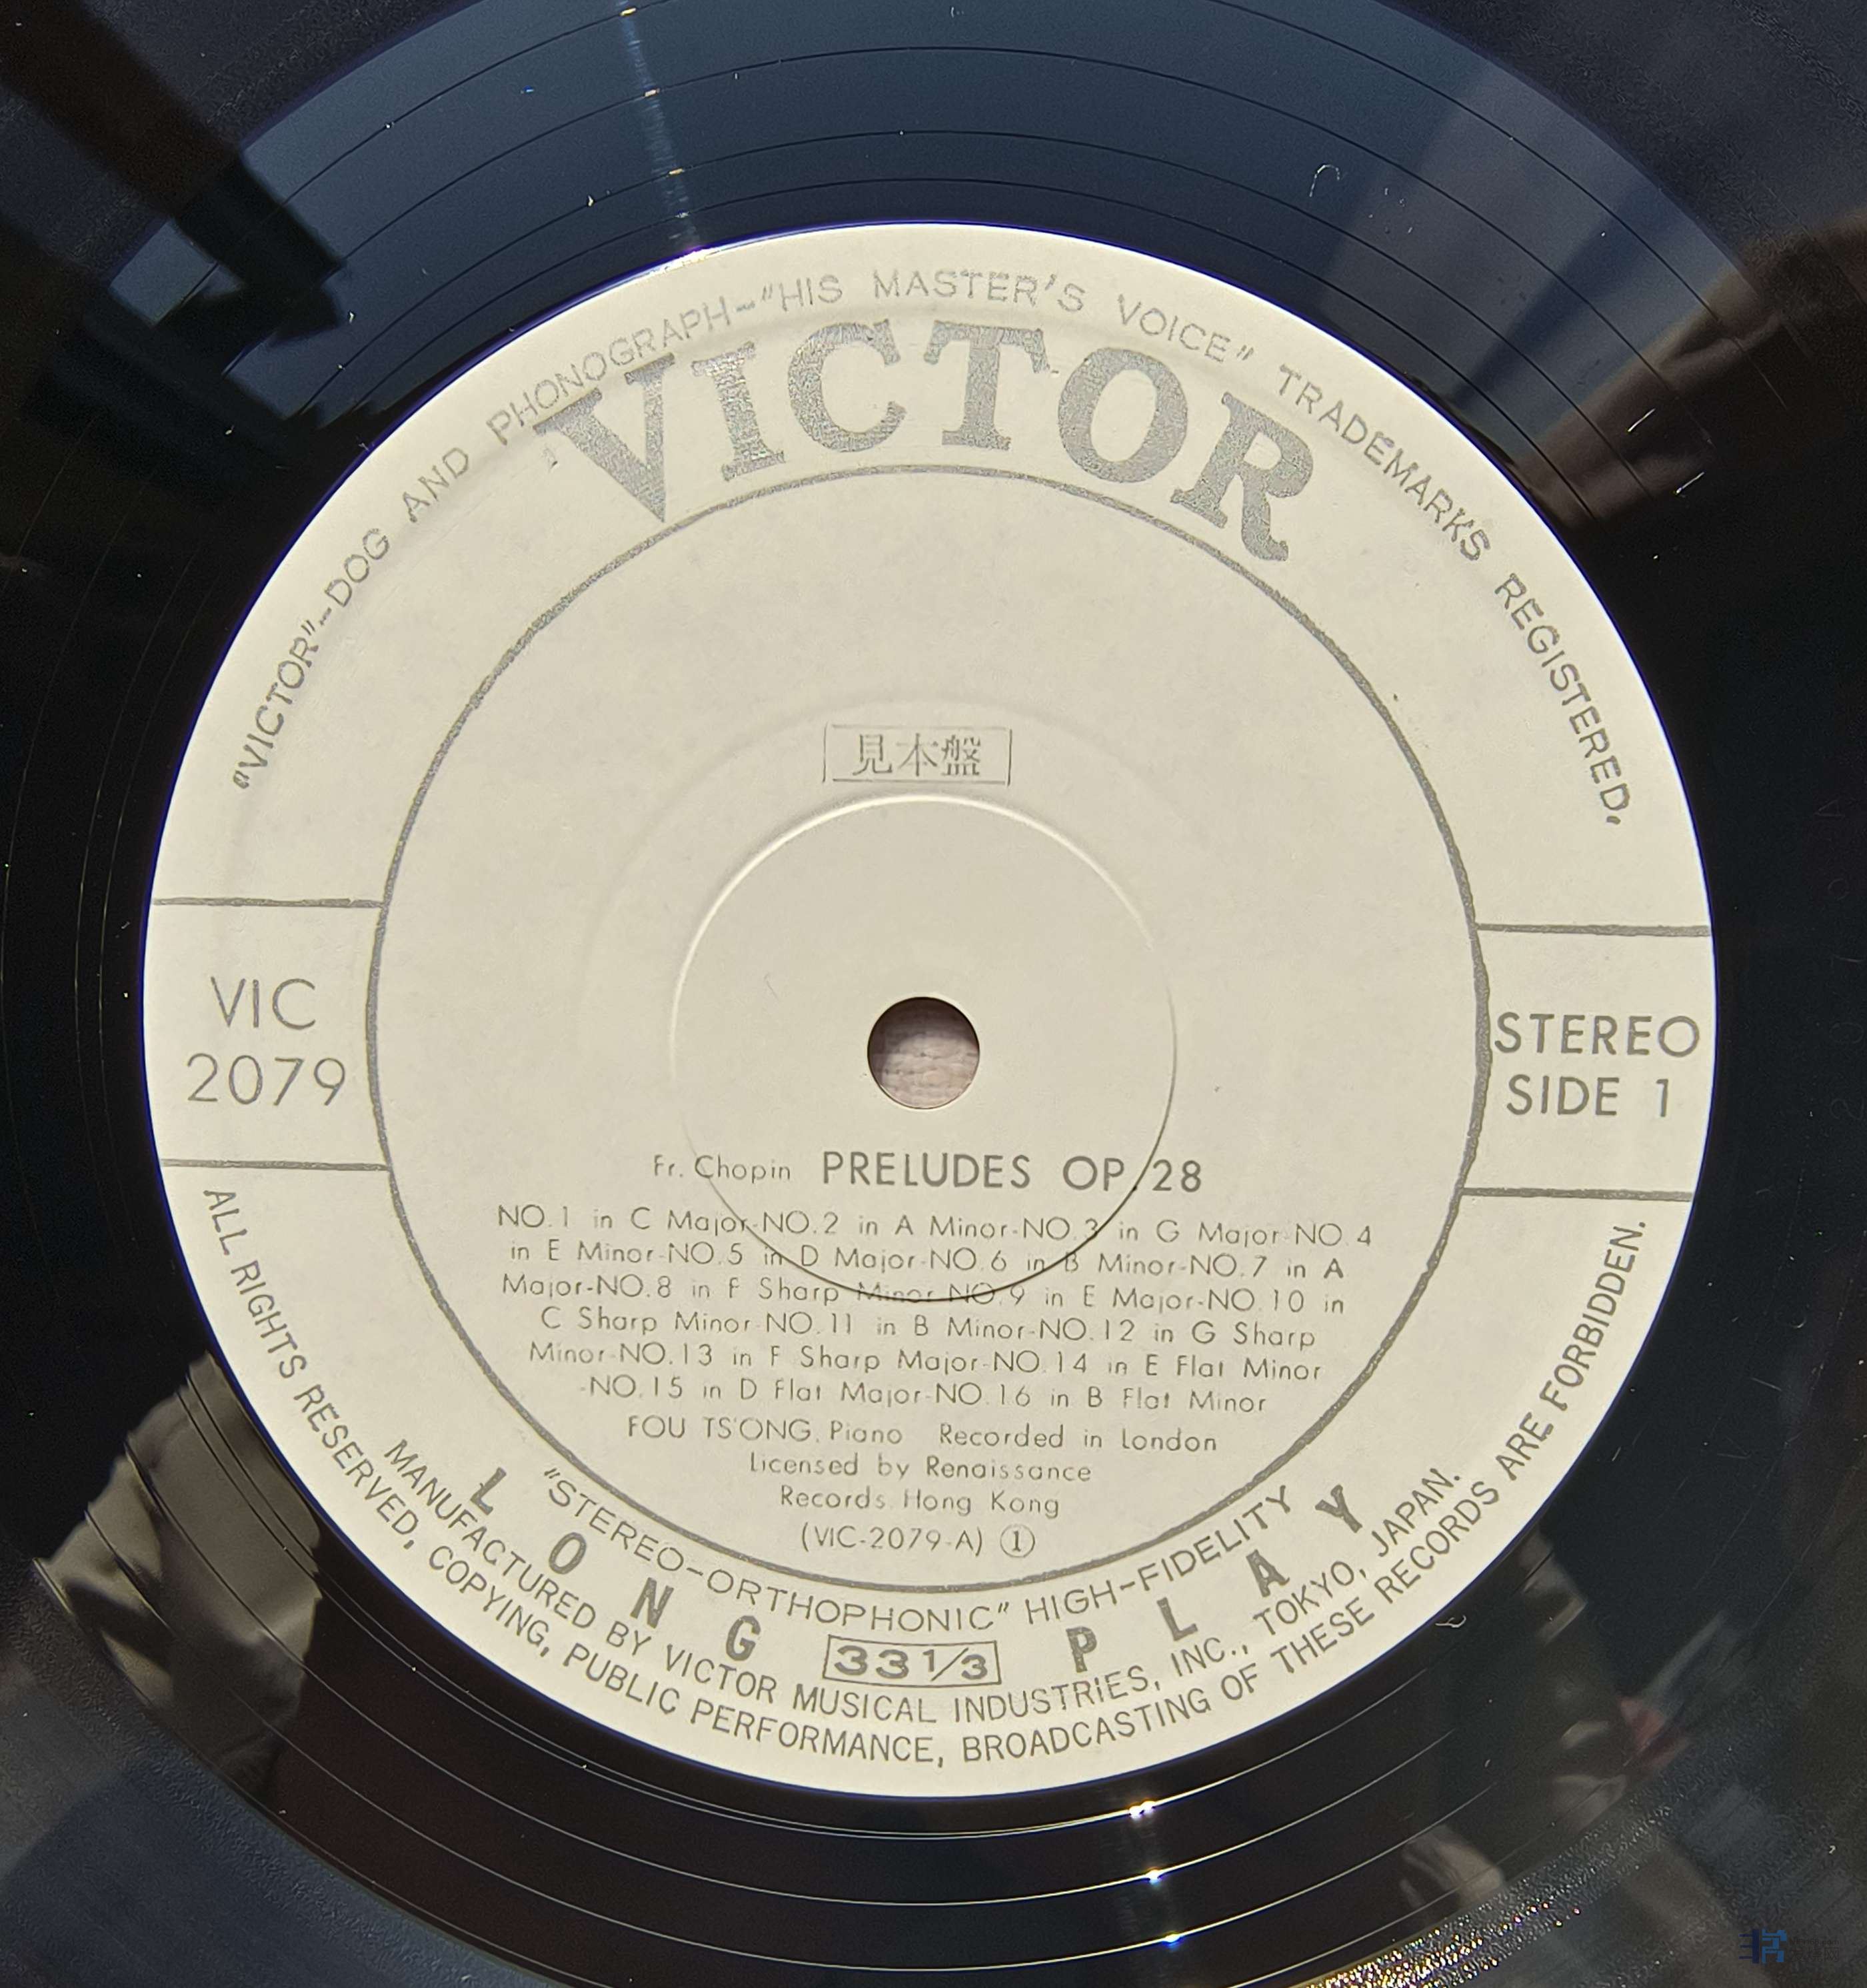 "VICTOR"—DOG AND PHONOGRAPH—"HIS MASTER'S VOICE" TRADEMARKS REGISTERED.
VICTOR
見本盤
VIC
2079
STEREO
SIDE 1
Fr. Chopin PRELUDES OP.28
NO.1 in C Major-NO.2 in A Minor-NO.3 in G Major-NO.4
in E Minor-NO.5 in D Major-NO.6 in B Minor-NO.7 in A
Major-NO.8 in F Sharp Minor-NO.9 in E Major-NO.10 in
C Sharp Minor-NO.11 in B Minor-NO.12 in G Sharp
Minor-NO.13 in F Sharp Major-NO.14 in E Flat Minor
-NO.15 in D Flat Major-NO.16 in B Flat Minor
FOU TS'ONG, Piano Recorded in London
Licensed by Renaissance
Records, Hong Kong
(VIC-2079-A) ①
"STEREO-ORTHOPHONIC" HIGH-FIDELITY
LONG 33 1/3 PLAY
MANUFACTURED BY VICTOR MUSICAL INDUSTRIES, INC., TOKYO, JAPAN.
ALL RIGHTS RESERVED, COPYING, PUBLIC PERFORMANCE, BROADCASTING OF THESE RECORDS ARE FORBIDDEN.